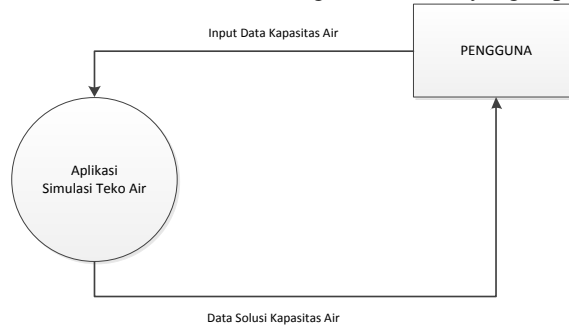 Input Data Kapasitas Air
PENGGUNA
Aplikasi
Simulasi Teko Air
Data Solusi Kapasitas Air